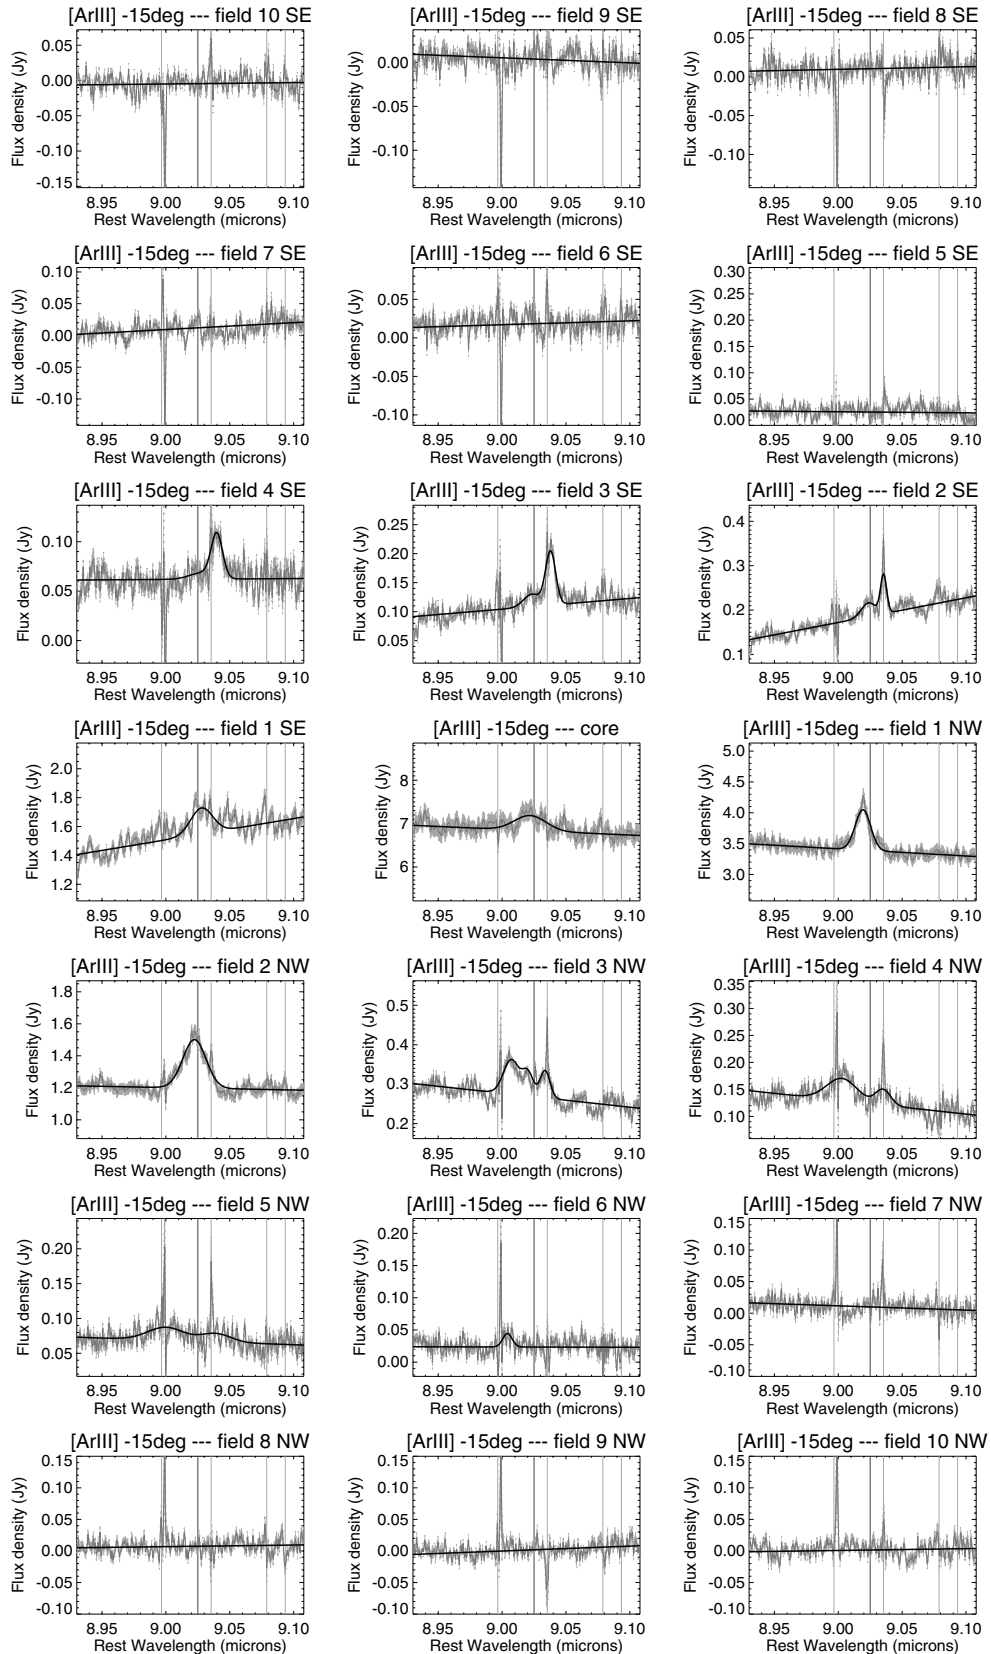 [ArIII] -15deg --- field 10 SE
[ArIII] -15deg --- field 9 SE
[ArIII] -15deg --- field 8 SE
Flux density (Jy)
0.05
0.00
-0.05
-0.10
-0.15
8.95 9.00 9.05 9.10
Rest Wavelength (microns)
Flux density (Jy)
0.00
-0.05
-0.10
8.95 9.00 9.05 9.10
Rest Wavelength (microns)
Flux density (Jy)
0.05
0.00
-0.05
-0.10
8.95 9.00 9.05 9.10
Rest Wavelength (microns)
[ArIII] -15deg --- field 7 SE
[ArIII] -15deg --- field 6 SE
[ArIII] -15deg --- field 5 SE
Flux density (Jy)
0.10
0.05
0.00
-0.05
-0.10
8.95 9.00 9.05 9.10
Rest Wavelength (microns)
Flux density (Jy)
0.05
0.00
-0.05
-0.10
8.95 9.00 9.05 9.10
Rest Wavelength (microns)
Flux density (Jy)
0.30
0.25
0.20
0.15
0.10
0.05
0.00
8.95 9.00 9.05 9.10
Rest Wavelength (microns)
[ArIII] -15deg --- field 4 SE
[ArIII] -15deg --- field 3 SE
[ArIII] -15deg --- field 2 SE
Flux density (Jy)
0.10
0.05
0.00
8.95 9.00 9.05 9.10
Rest Wavelength (microns)
Flux density (Jy)
0.25
0.20
0.15
0.10
0.05
8.95 9.00 9.05 9.10
Rest Wavelength (microns)
Flux density (Jy)
0.4
0.3
0.2
0.1
8.95 9.00 9.05 9.10
Rest Wavelength (microns)
[ArIII] -15deg --- field 1 SE
[ArIII] -15deg --- core
[ArIII] -15deg --- field 1 NW
Flux density (Jy)
2.0
1.8
1.6
1.4
1.2
8.95 9.00 9.05 9.10
Rest Wavelength (microns)
Flux density (Jy)
8
7
6
8.95 9.00 9.05 9.10
Rest Wavelength (microns)
Flux density (Jy)
5.0
4.5
4.0
3.5
3.0
8.95 9.00 9.05 9.10
Rest Wavelength (microns)
[ArIII] -15deg --- field 2 NW
[ArIII] -15deg --- field 3 NW
[ArIII] -15deg --- field 4 NW
Flux density (Jy)
1.8
1.6
1.4
1.2
1.0
8.95 9.00 9.05 9.10
Rest Wavelength (microns)
Flux density (Jy)
0.5
0.4
0.3
0.2
8.95 9.00 9.05 9.10
Rest Wavelength (microns)
Flux density (Jy)
0.35
0.30
0.25
0.20
0.15
0.10
8.95 9.00 9.05 9.10
Rest Wavelength (microns)
[ArIII] -15deg --- field 5 NW
[ArIII] -15deg --- field 6 NW
[ArIII] -15deg --- field 7 NW
Flux density (Jy)
0.20
0.15
0.10
0.05
8.95 9.00 9.05 9.10
Rest Wavelength (microns)
Flux density (Jy)
0.20
0.15
0.10
0.05
0.00
8.95 9.00 9.05 9.10
Rest Wavelength (microns)
Flux density (Jy)
0.15
0.10
0.05
0.00
-0.05
-0.10
8.95 9.00 9.05 9.10
Rest Wavelength (microns)
[ArIII] -15deg --- field 8 NW
[ArIII] -15deg --- field 9 NW
[ArIII] -15deg --- field 10 NW
Flux density (Jy)
0.15
0.10
0.05
0.00
-0.05
-0.10
8.95 9.00 9.05 9.10
Rest Wavelength (microns)
Flux density (Jy)
0.15
0.10
0.05
0.00
-0.05
-0.10
8.95 9.00 9.05 9.10
Rest Wavelength (microns)
Flux density (Jy)
0.15
0.10
0.05
0.00
-0.05
-0.10
8.95 9.00 9.05 9.10
Rest Wavelength (microns)